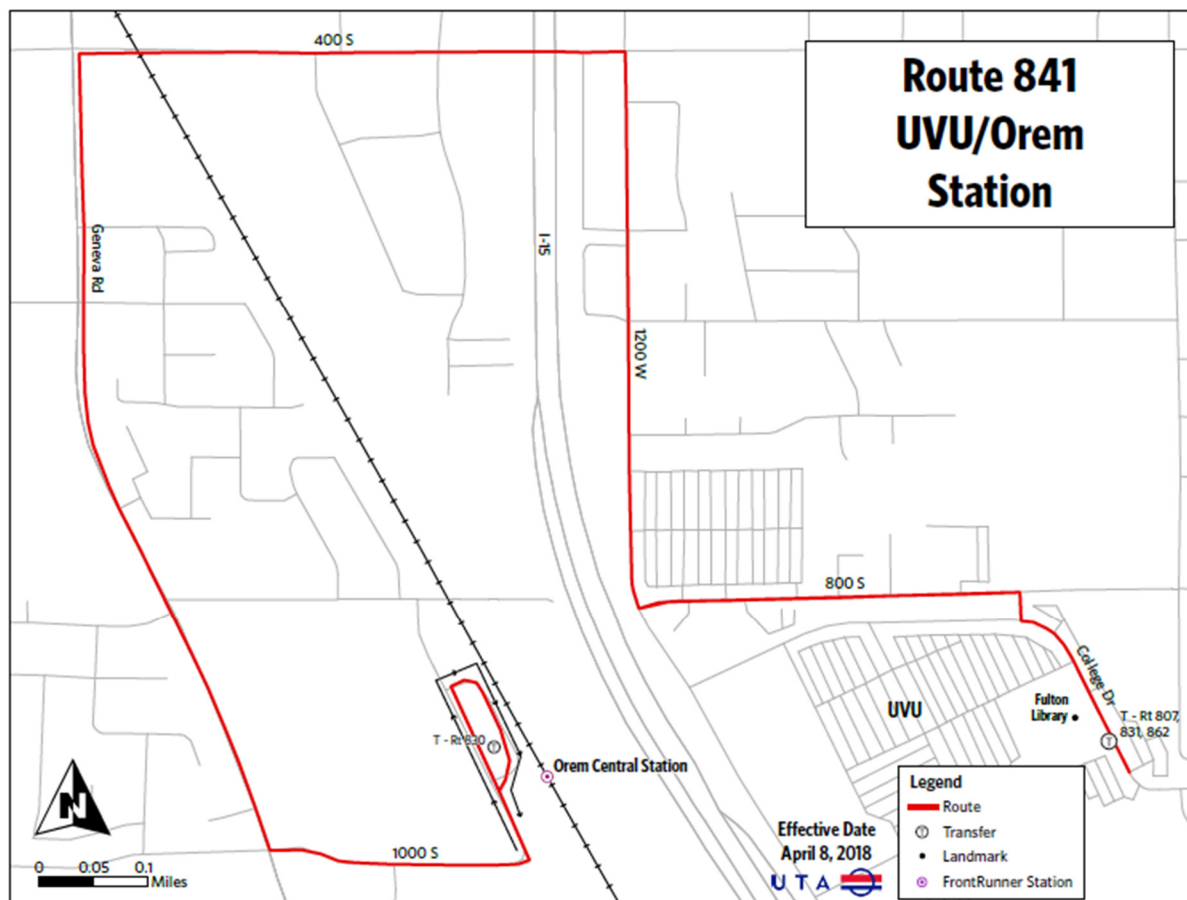 400 S
Route 841
UVU/Orem
Station
Geneva Rd
I-15
1200 W
800 S
College Dr
UVU
Fulton
Library
T - Rt 807,
831, 862
T - Rt 830
Orem Central Station
N
1000 S
0 0.05 0.1
Miles
Effective Date
April 8, 2018
UTA
Legend
Route
T Transfer
Landmark
FrontRunner Station